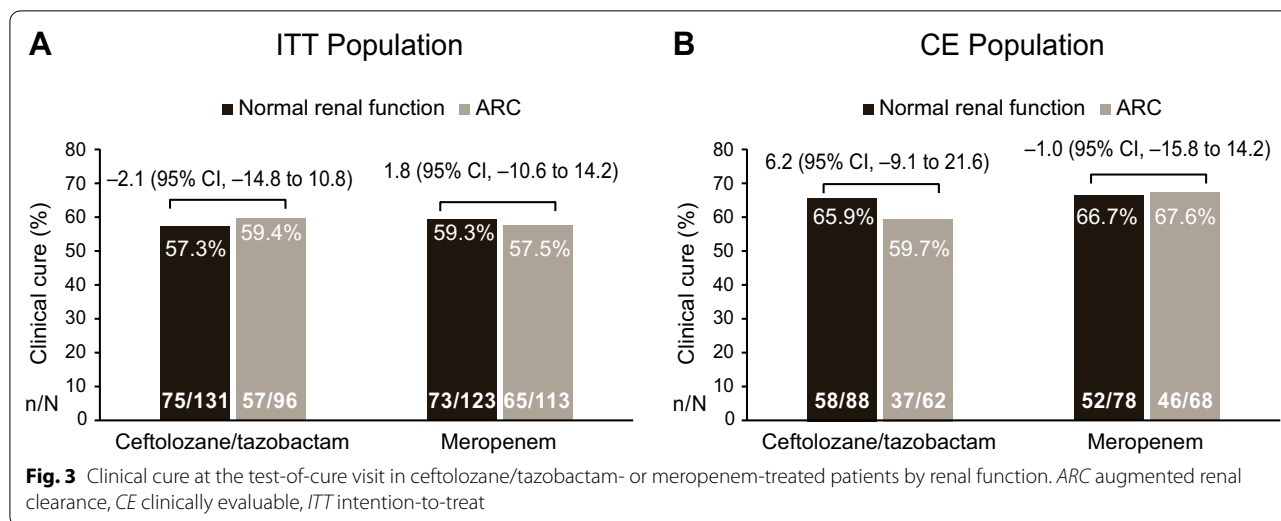 A ITT Population
Normal renal function ARC
Clinical cure (%)
80
70
60
50
40
30
20
10
0
n/N
–2.1 (95% CI, –14.8 to 10.8)
1.8 (95% CI, –10.6 to 14.2)
57.3%
59.4%
59.3%
57.5%
75/131
57/96
73/123
65/113
Ceftolozane/tazobactam
Meropenem
B CE Population
Normal renal function ARC
Clinical cure (%)
80
70
60
50
40
30
20
10
0
n/N
6.2 (95% CI, –9.1 to 21.6)
–1.0 (95% CI, –15.8 to 14.2)
65.9%
59.7%
66.7%
67.6%
58/88
37/62
52/78
46/68
Ceftolozane/tazobactam
Meropenem
Fig. 3 Clinical cure at the test-of-cure visit in ceftolozane/tazobactam- or meropenem-treated patients by renal function. ARC augmented renal
clearance, CE clinically evaluable, ITT intention-to-treat